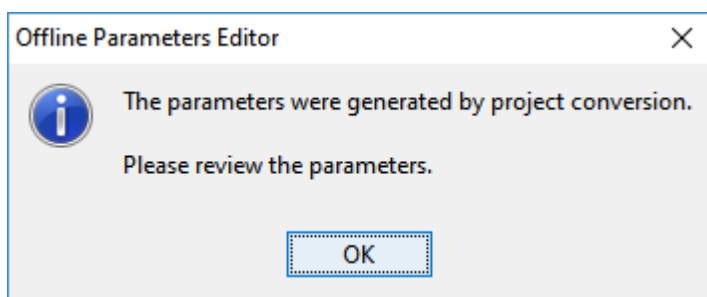 Offline Parameters Editor
The parameters were generated by project conversion.
Please review the parameters.
OK